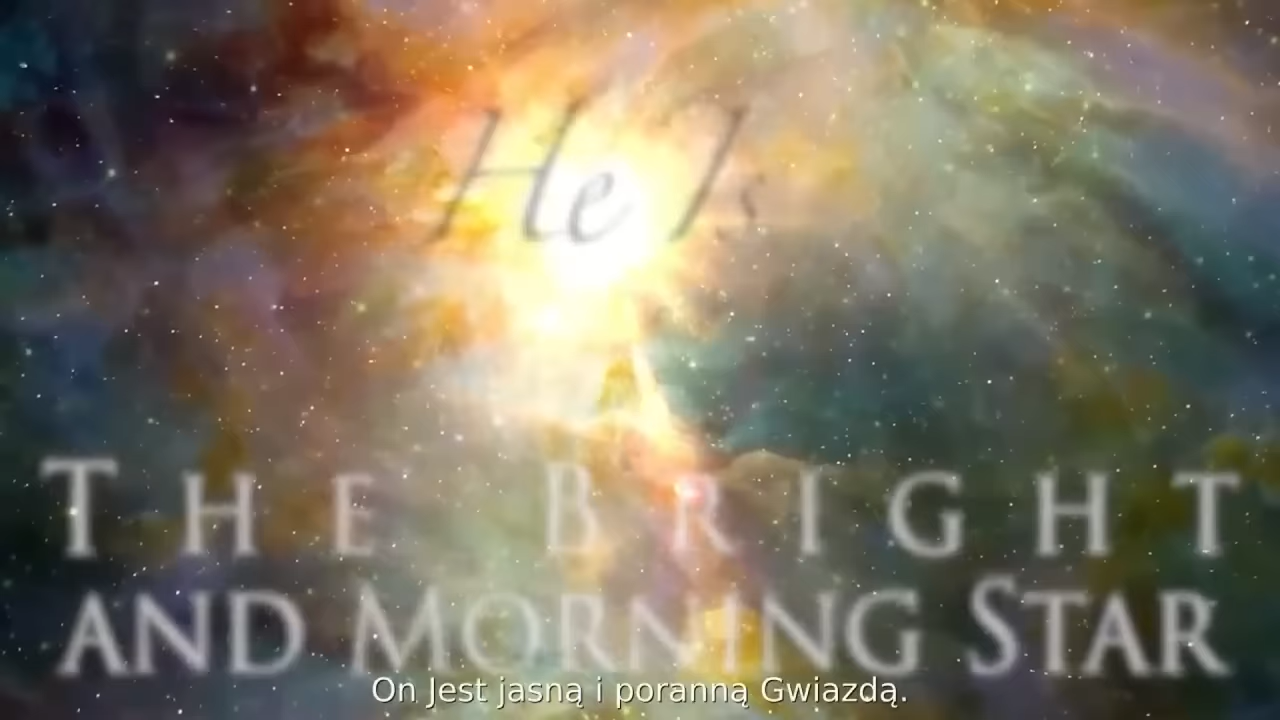 He Is
THE BRIGHT
AND MORNING STAR
On Jest jasną i poranną Gwiazdą.